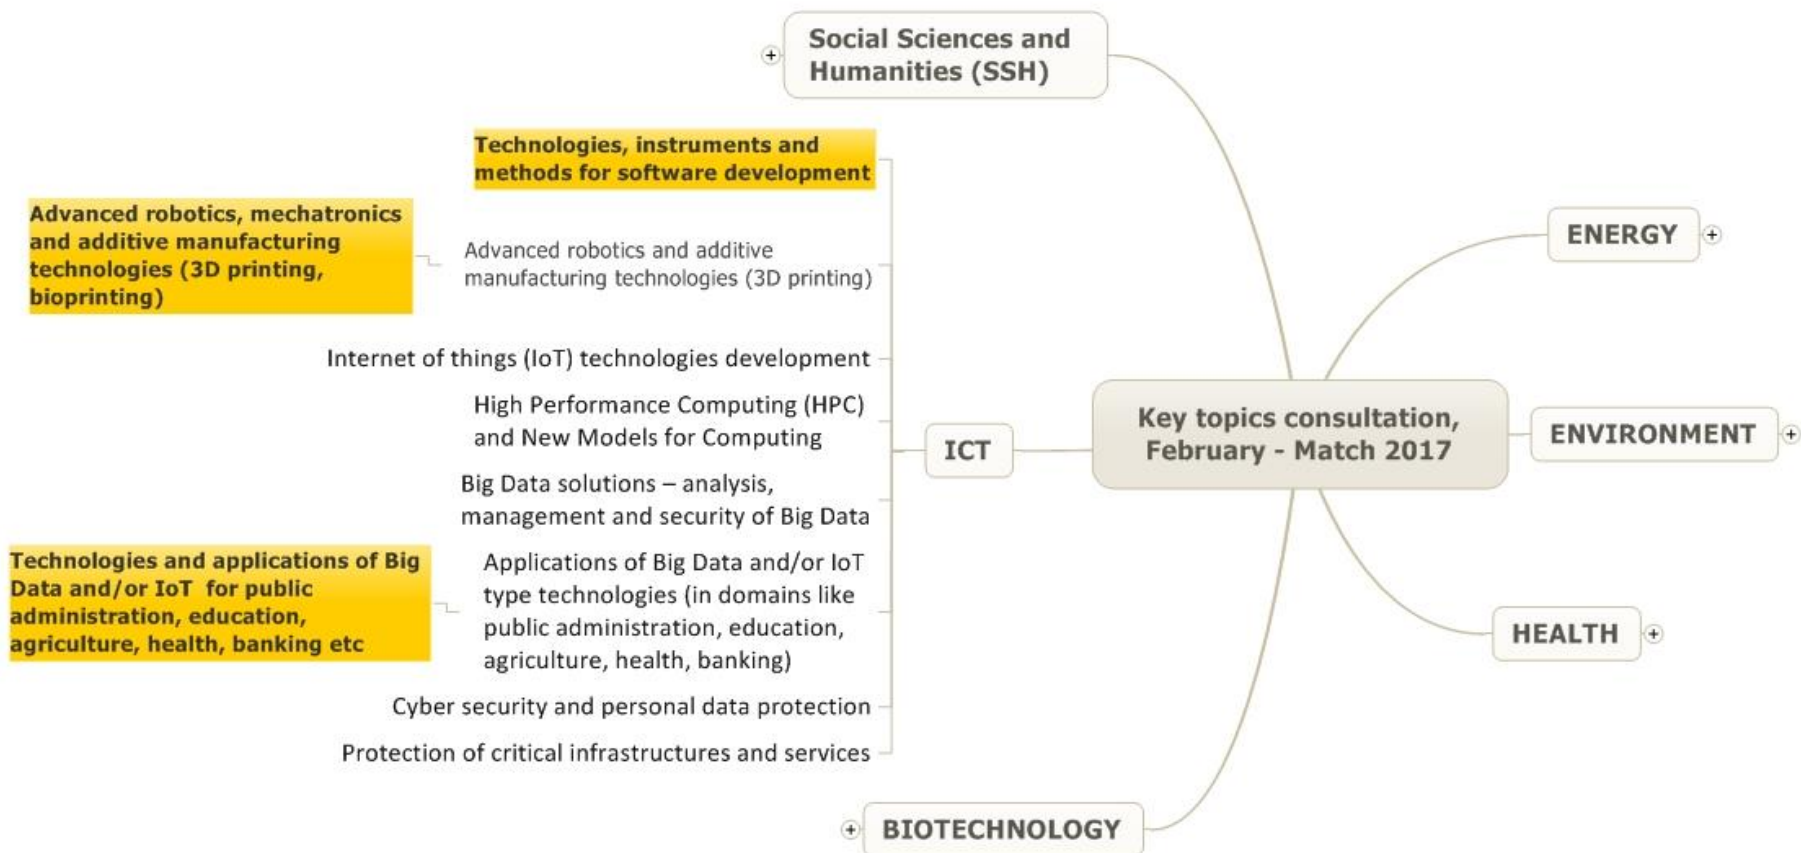 Social Sciences and
Humanities (SSH)
Technologies, instruments and
methods for software development
Advanced robotics, mechatronics
and additive manufacturing
technologies (3D printing,
bioprinting)
Advanced robotics and additive
manufacturing technologies (3D printing)
Internet of things (IoT) technologies development
High Performance Computing (HPC)
and New Models for Computing
Big Data solutions – analysis,
management and security of Big Data
Technologies and applications of Big
Data and/or IoT for public
administration, education,
agriculture, health, banking etc
Applications of Big Data and/or IoT
type technologies (in domains like
public administration, education,
agriculture, health, banking)
Cyber security and personal data protection
Protection of critical infrastructures and services
ICT
Key topics consultation,
February - Match 2017
ENERGY
ENVIRONMENT
HEALTH
BIOTECHNOLOGY